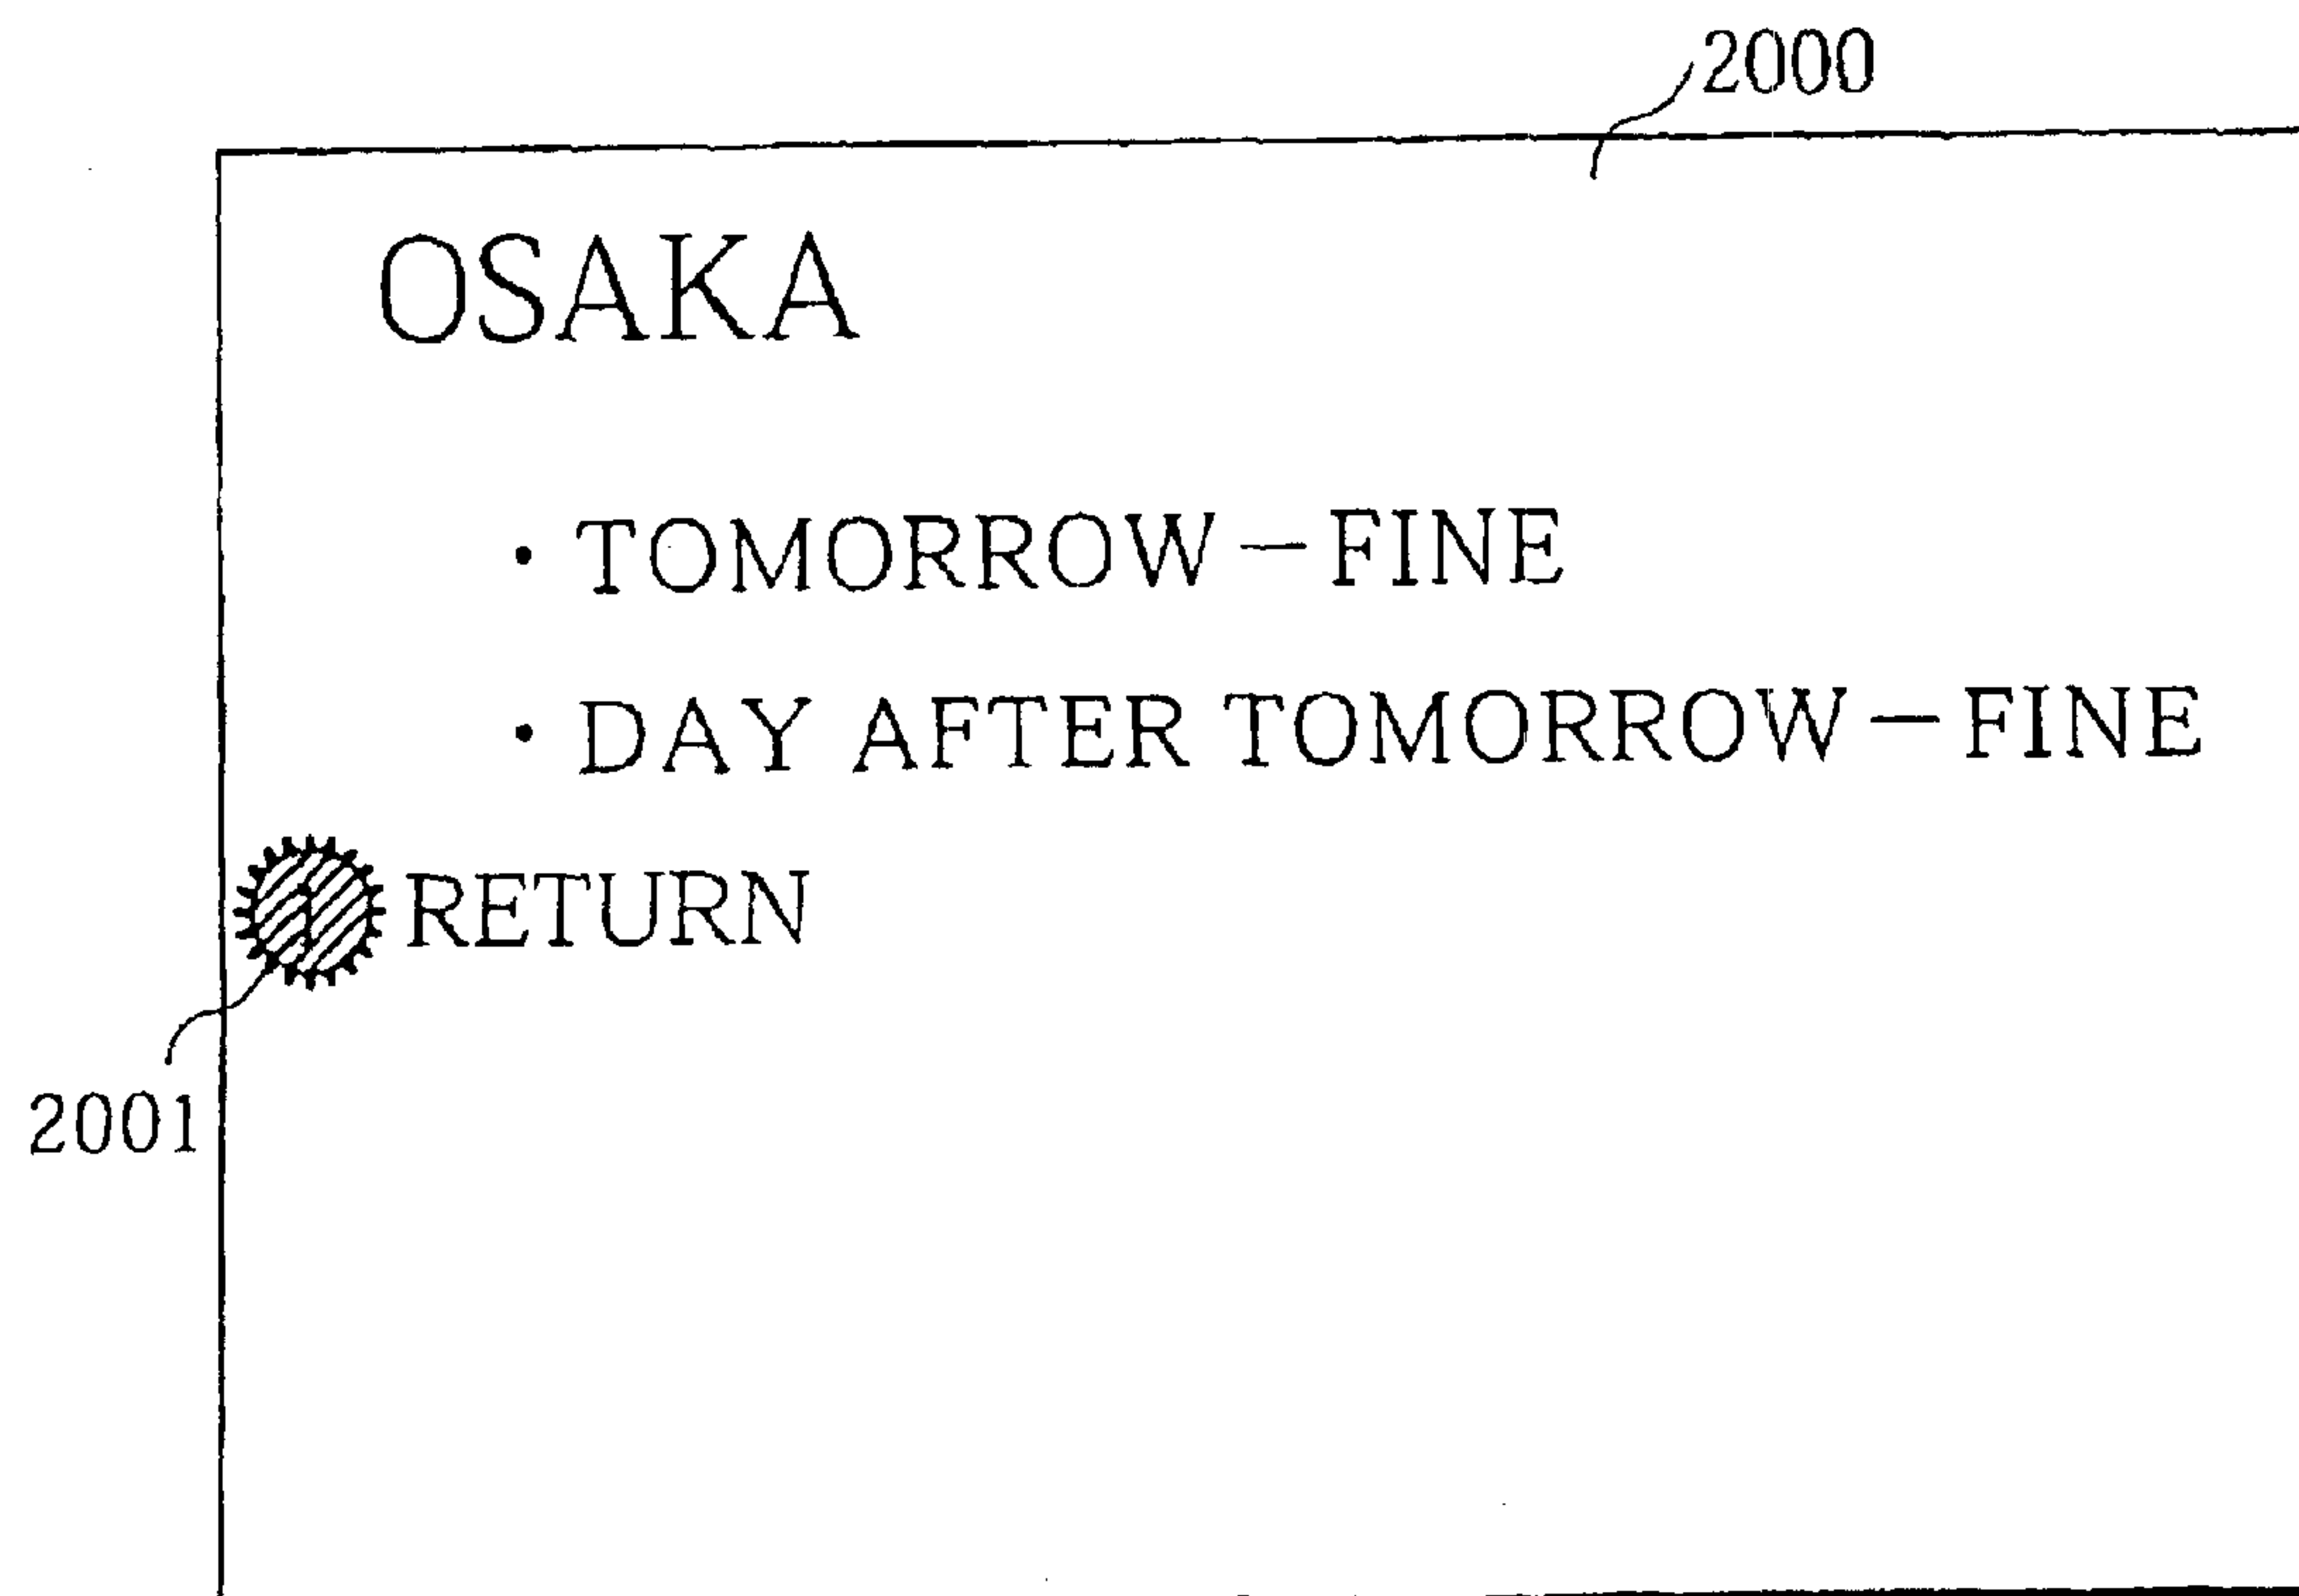 2000
OSAKA
· TOMORROW—FINE
· DAY AFTER TOMORROW—FINE
RETURN
2001